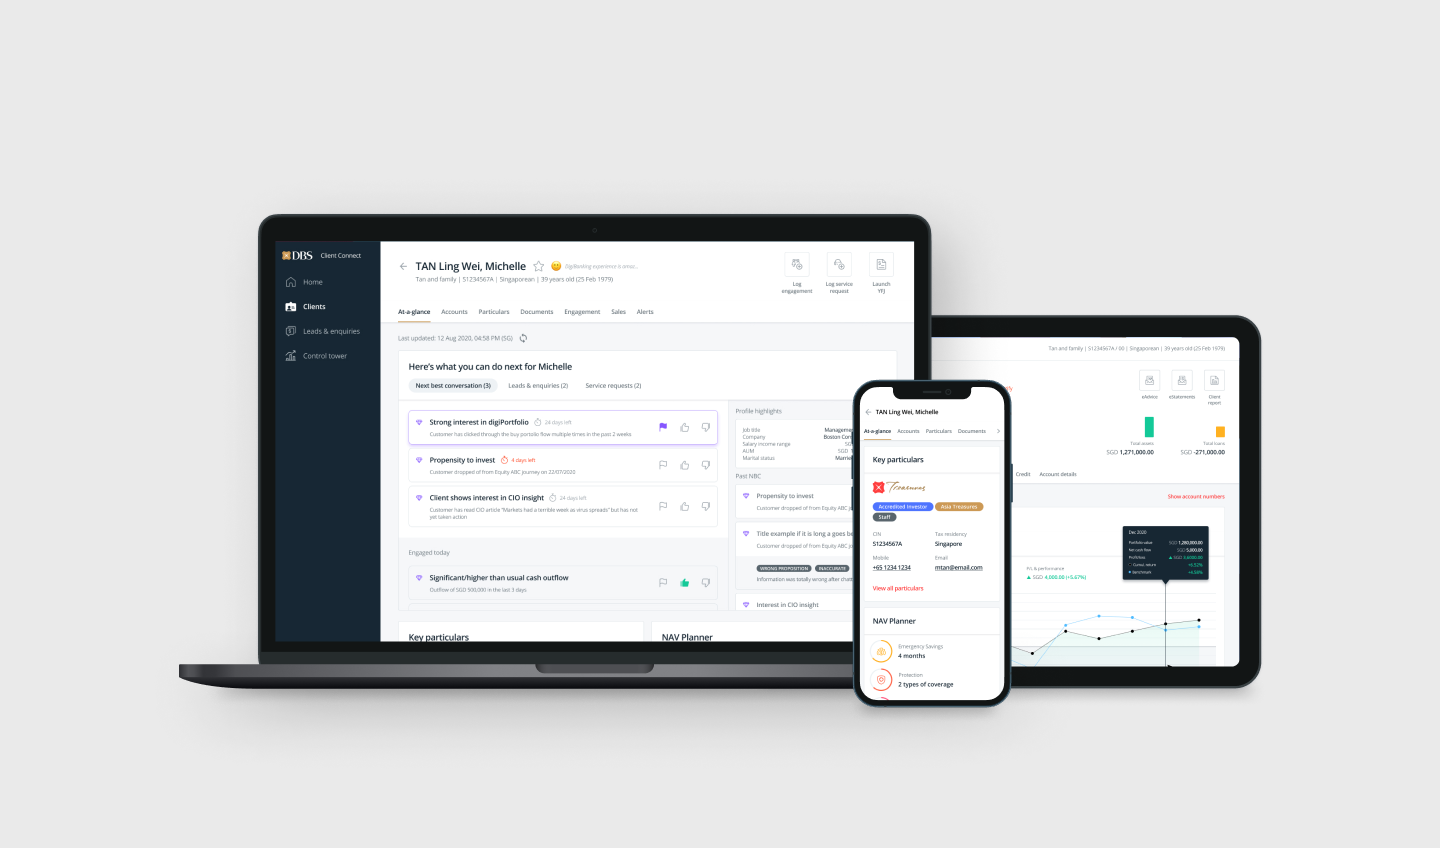 DBS Client Connect
Home
Clients
Leads & enquiries
Control tower
TAN Ling Wei, Michelle
DigiBanking experience is amaz...
Tan and family | S1234567A | Singaporean | 39 years old (25 Feb 1979)
Log engagement
Log service request
Launch YFJ
At-a-glance Accounts Particulars Documents Engagement Sales Alerts
Last updated: 12 Aug 2020, 04:58 PM (SG)
Here's what you can do next for Michelle
Next best conversation (3) Leads & enquiries (2) Service requests (2)
Strong interest in digiPortfolio 24 days left
Customer has clicked through the buy portolio flow multiple times in the past 2 weeks
Propensity to invest 4 days left
Customer dropped of from Equity ABC journey on 22/07/2020
Client shows interest in CIO insight 24 days left
Customer has read CIO article "Markets had a terrible week as virus spreads" but has not
yet taken action
Engaged today
Significant/higher than usual cash outflow
Outflow of SGD 500,000 in the last 3 days
Key particulars
NAV Planner
Profile highlights
Job title
Company Boston
Salary income range
AUM SGD
Marital status
Past NBC
Propensity to invest
Customer dropped of from Equity ABC
Title example if it is long a goes
Customer dropped of from Equity ABC
WRONG PROPOSITION INACCURATE
Information was totally wrong after
Interest in CIO insight
TAN Ling Wei, Michelle
At-a-glance Accounts Particulars Documents
Key particulars
Treasures
Accredited Investor Asia Treasures
Staff
CIN Tax residency
S1234567A Singapore
Mobile Email
+65 1234 1234 mtan@email.com
View all particulars
NAV Planner
Emergency Savings
4 months
Protection
2 types of coverage
Tan and family | S1234567A / 00 | Singaporean | 39 years old (25 Feb 1979)
eAdvice
eStatements
Client report
Total assets
SGD 1,271,000.00
Total loans
SGD -271,000.00
Credit Account details
Show account numbers
Dec 2020
Portfolio value SGD 1,280,000.00
Net cash flow SGD 5,000.00
Profit/loss
Cumul. return +6.52%
Benchmark
P/L & performance
SGD 4,000.00 (+5.67%)